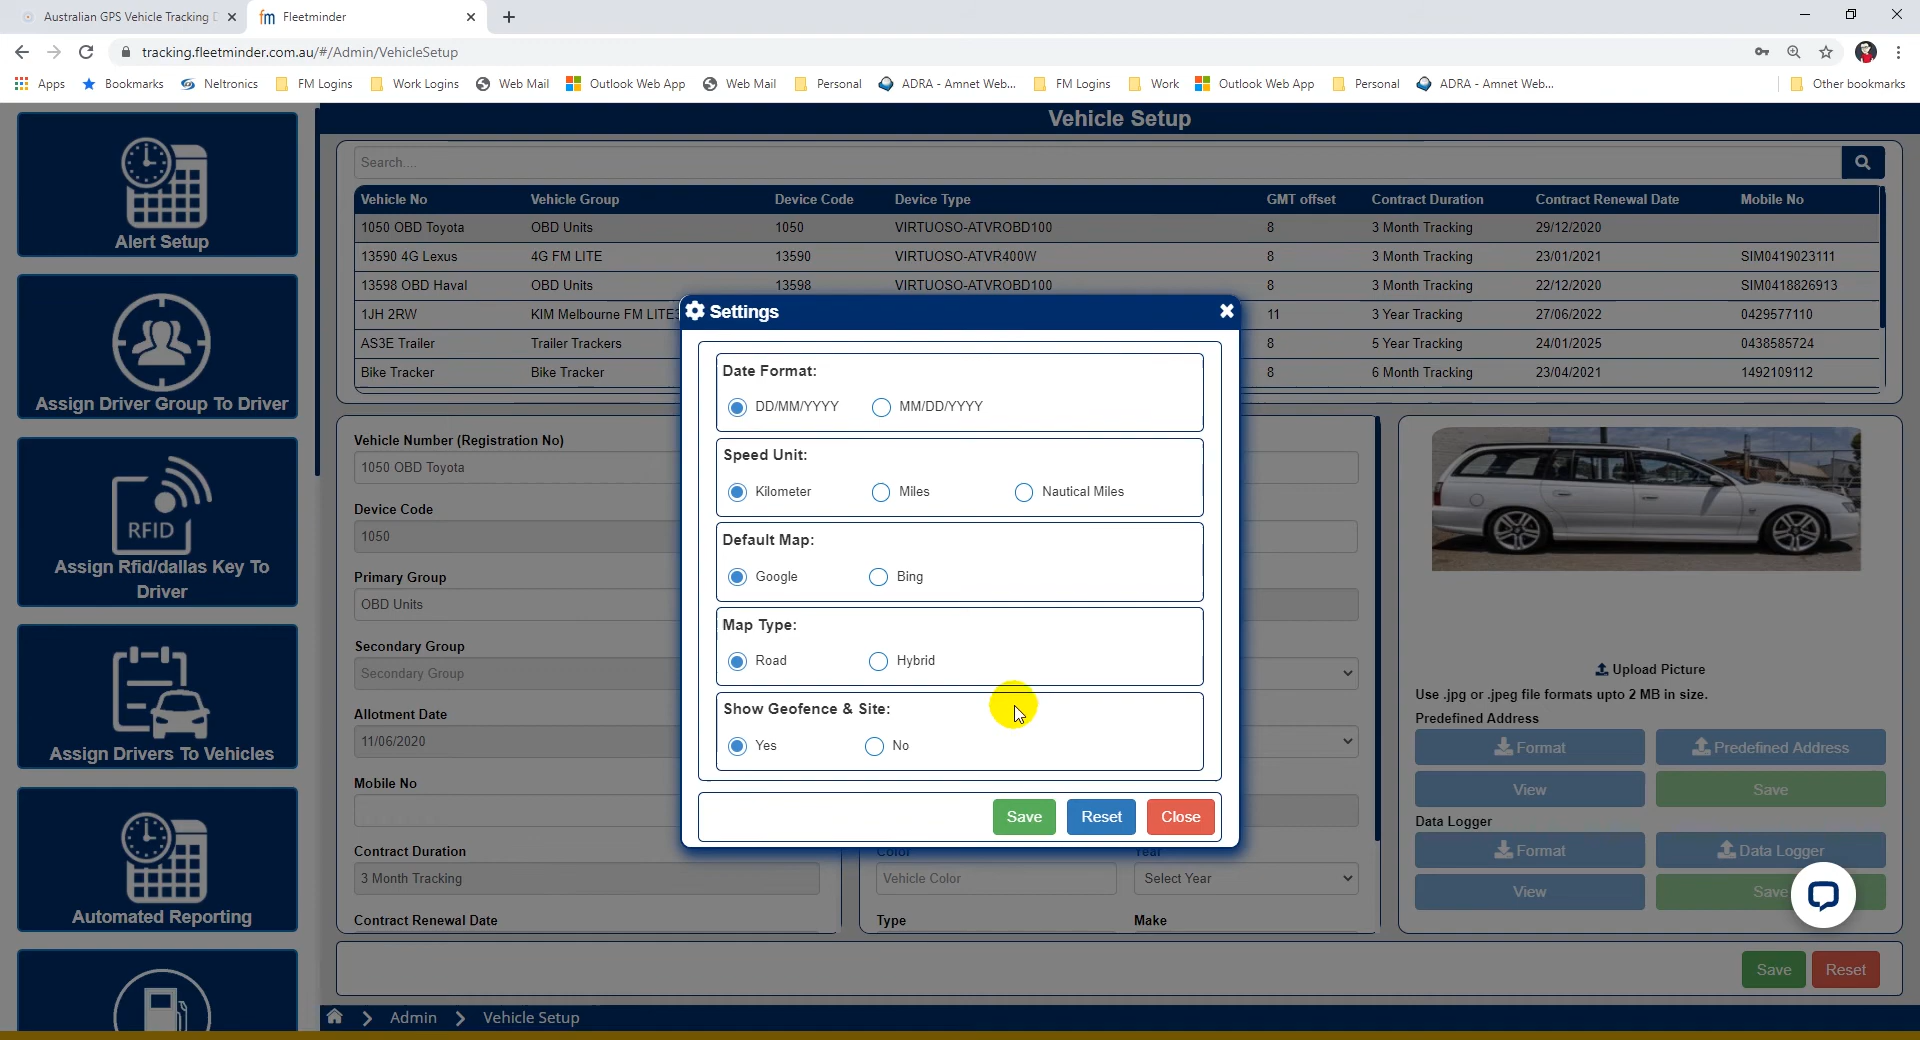 Australian GPS Vehicle Tracking
Fleetminder
tracking.fleetminder.com.au/#/Admin/VehicleSetup
Apps Bookmarks Neltronics FM Logins Work Logins Web Mail Outlook Web App Web Mail Personal ADRA - Amnet Web... FM Logins Work Outlook Web App Personal ADRA - Amnet Web... Other bookmarks
Alert Setup
Assign Driver Group To Driver
RFID
Assign Rfid/dallas Key To
Driver
Assign Drivers To Vehicles
Automated Reporting
Vehicle Setup
Search....
Vehicle No Vehicle Group Device Code Device Type GMT offset Contract Duration Contract Renewal Date Mobile No
1050 OBD Toyota OBD Units 1050 VIRTUOSO-ATVROBD100 8 3 Month Tracking 29/12/2020
13590 4G Lexus 4G FM LITE 13590 VIRTUOSO-ATVR400W 8 3 Month Tracking 23/01/2021 SIM0419023111
13598 OBD Haval OBD Units 13598 VIRTUOSO-ATVROBD100 8 3 Month Tracking 22/12/2020 SIM0418826913
1JH 2RW KIM Melbourne FM LITE 11 3 Year Tracking 27/06/2022 0429577110
AS3E Trailer Trailer Trackers 8 5 Year Tracking 24/01/2025 0438585724
Bike Tracker Bike Tracker 8 6 Month Tracking 23/04/2021 1492109112
Vehicle Number (Registration No)
1050 OBD Toyota
Device Code
1050
Primary Group
OBD Units
Secondary Group
Secondary Group
Allotment Date
11/06/2020
Mobile No
Contract Duration
3 Month Tracking
Contract Renewal Date
Settings
Date Format:
DD/MM/YYYY MM/DD/YYYY
Speed Unit:
Kilometer Miles Nautical Miles
Default Map:
Google Bing
Map Type:
Road Hybrid
Show Geofence & Site:
Yes No
Save Reset Close
Color Year
Vehicle Color Select Year
Type Make
Upload Picture
Use .jpg or .jpeg file formats upto 2 MB in size.
Predefined Address
Format Predefined Address
View Save
Data Logger
Format Data Logger
View Save
Save Reset
Admin Vehicle Setup